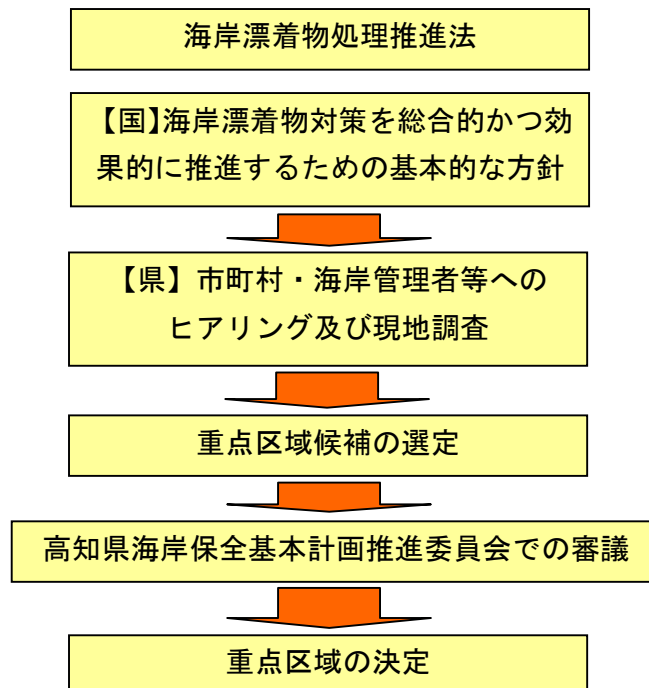 海岸漂着物処理推進法
【国】海岸漂着物対策を総合的かつ効
果的に推進するための基本的な方針
【県】市町村・海岸管理者等への
ヒアリング及び現地調査
重点区域候補の選定
高知県海岸保全基本計画推進委員会での審議
重点区域の決定